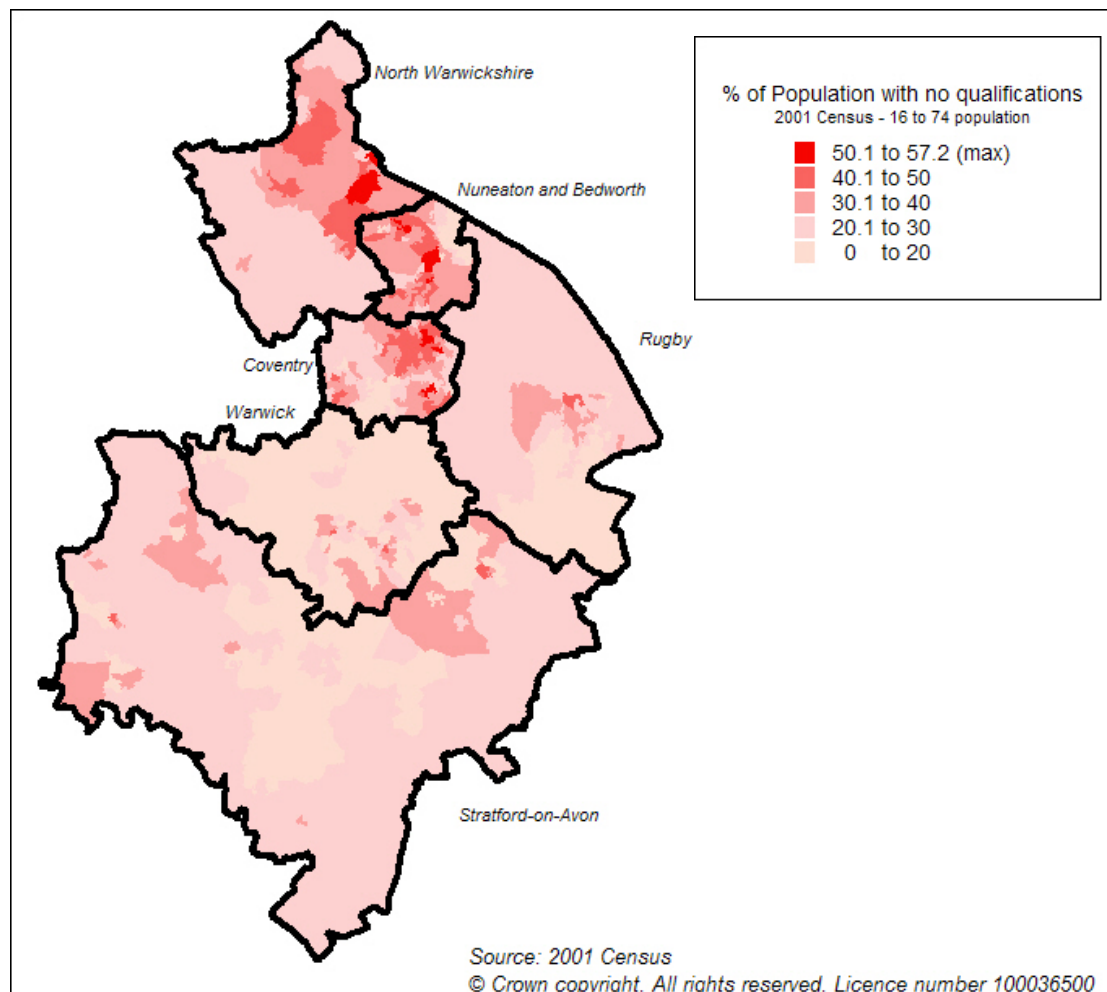 North Warwickshire
% of Population with no qualifications
2001 Census - 16 to 74 population
50.1 to 57.2 (max)
40.1 to 50
30.1 to 40
20.1 to 30
0 to 20
Nuneaton and Bedworth
Rugby
Coventry
Warwick
Stratford-on-Avon
Source: 2001 Census
© Crown copyright. All rights reserved. Licence number 100036500